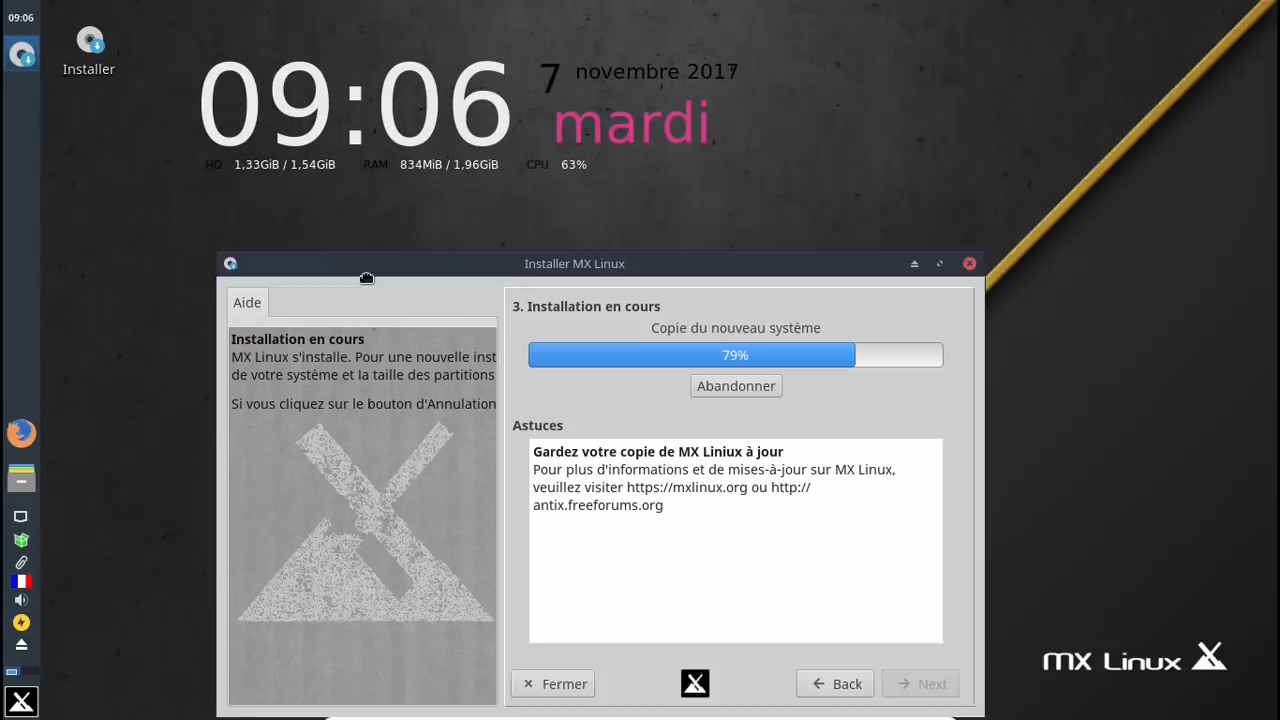 09:06
Installer
09:06
7 novembre 2017
mardi
HD 1,33GiB / 1,54GiB RAM 834MiB / 1,96GiB CPU 63%
Installer MX Linux
Aide
Installation en cours
MX Linux s'installe. Pour une nouvelle inst
de votre système et la taille des partitions
Si vous cliquez sur le bouton d'Annulation
3. Installation en cours
Copie du nouveau système
79%
Abandonner
Astuces
Gardez votre copie de MX Liniux à jour
Pour plus d'informations et de mises-à-jour sur MX Linux,
veuillez visiter https://mxlinux.org ou http://
antix.freeforums.org
Fermer
Back
Next
MX Linux